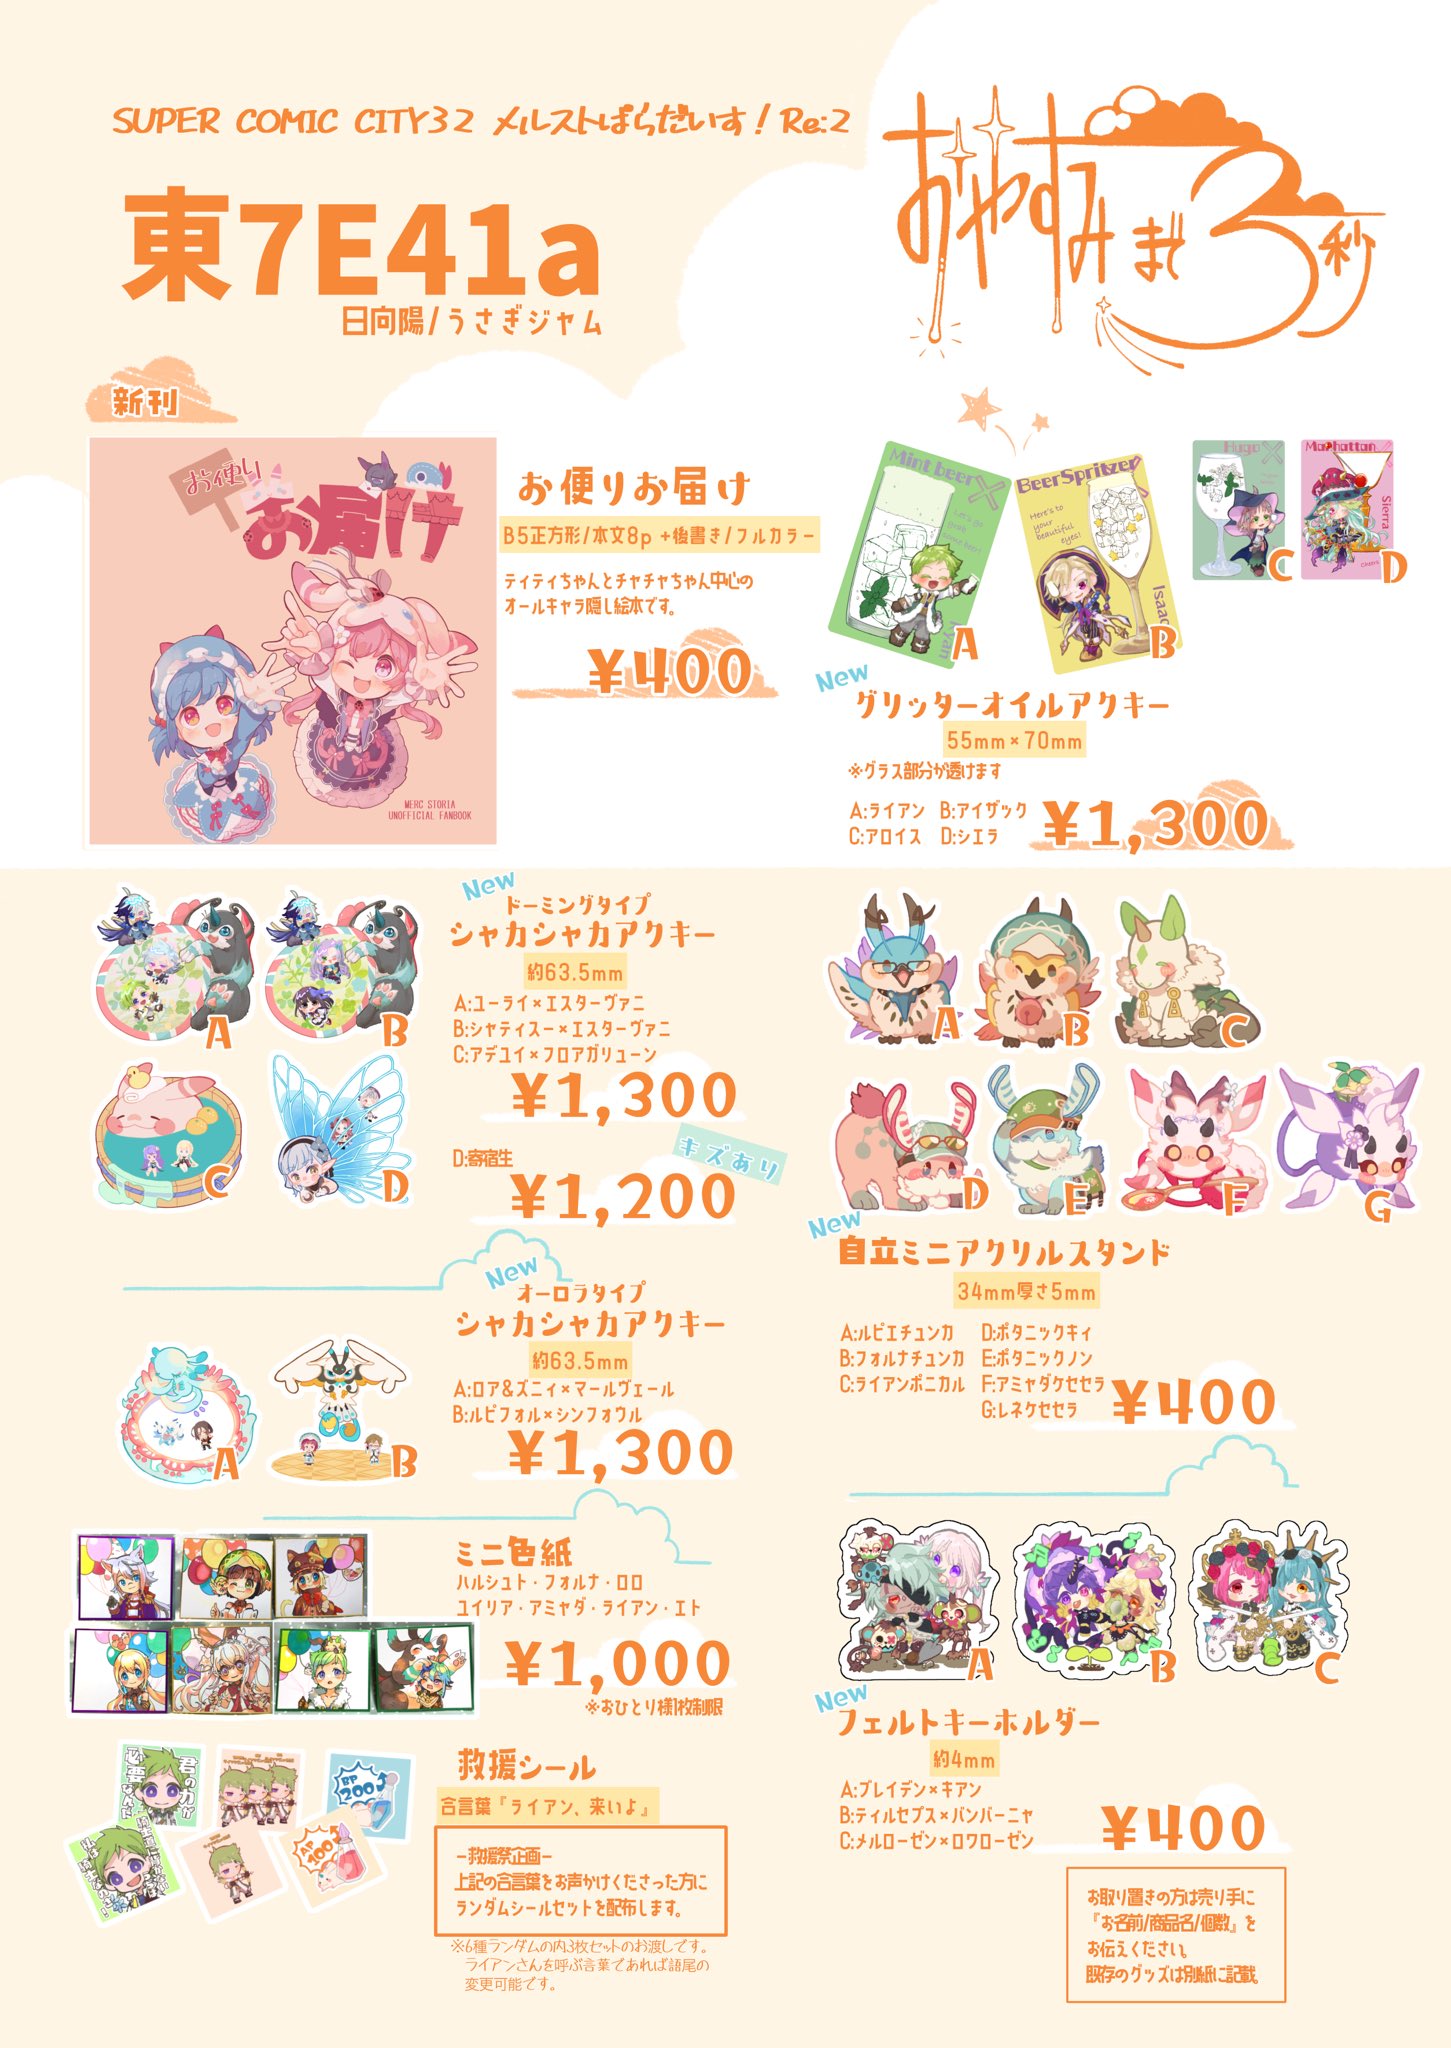 SUPER COMIC CITY32 メルストぱらだいす！Re:2
おやすみまで3秒
東7E41a
日向陽/うさぎジャム
新刊
お便り
お届け
MERC STORIA
UNOFFICIAL FANBOOK
お便りお届け
B5正方形/本文8p +後書き/フルカラー
ティティちゃんとチャチャちゃん中心の
オールキャラ隠し絵本です。
¥400
Mint beer
Let's go
grab
some beer!
Ryan
A
BeerSpritzer
Here's to
your
beautiful
eyes!
Isaac
B
Hugo
C
Manhattan
Sierra
Cheers
D
New
グリッターオイルアクキー
55mm×70mm
※グラス部分が透けます
A:ライアン B:アイザック
C:アロイス D:シエラ
¥1,300
A
B
C
D
New
ドーミングタイプ
シャカシャカアクキー
約63.5mm
A:ユーライ×エスターヴァニ
B:シャティスー×エスターヴァニ
C:アデユイ×フロアガリューン
¥1,300
D:寄宿生
キズあり
¥1,200
A
B
C
D
E
F
G
New
自立ミニアクリルスタンド
34mm厚さ5mm
A:ルピエチュンカ D:ボタニックキィ
B:フォルナチュンカ E:ボタニックノン
C:ライアンポニカル F:アミャダケセセラ
G:レネケセセラ
¥400
A
B
New
オーロラタイプ
シャカシャカアクキー
約63.5mm
A:ロア&ズニィ×マールヴェール
B:ルピフォル×シンフォウル
¥1,300
ミニ色紙
ハルシュト・フォルナ・ロロ
ユイリア・アミャダ・ライアン・エト
¥1,000
※おひとり様1枚制限
A
B
C
New
フェルトキーホルダー
約4mm
A:ブレイデン×キアン
B:ティルセプス×バンバーニャ
C:メルローゼン×ロワローゼン
¥400
君の力が
必要なんだ
BP
200
AP
100
救援シール
合言葉『ライアン、来いよ』
-救援祭企画-
上記の合言葉をお声かけくださった方に
ランダムシールセットを配布します。
※6種ランダムの内3枚セットのお渡しです。
ライアンさんを呼ぶ言葉であれば語尾の
変更可能です。
お取り置きの方は売り手に
『お名前/商品名/個数』を
お伝えください。
既存のグッズは別紙に記載。